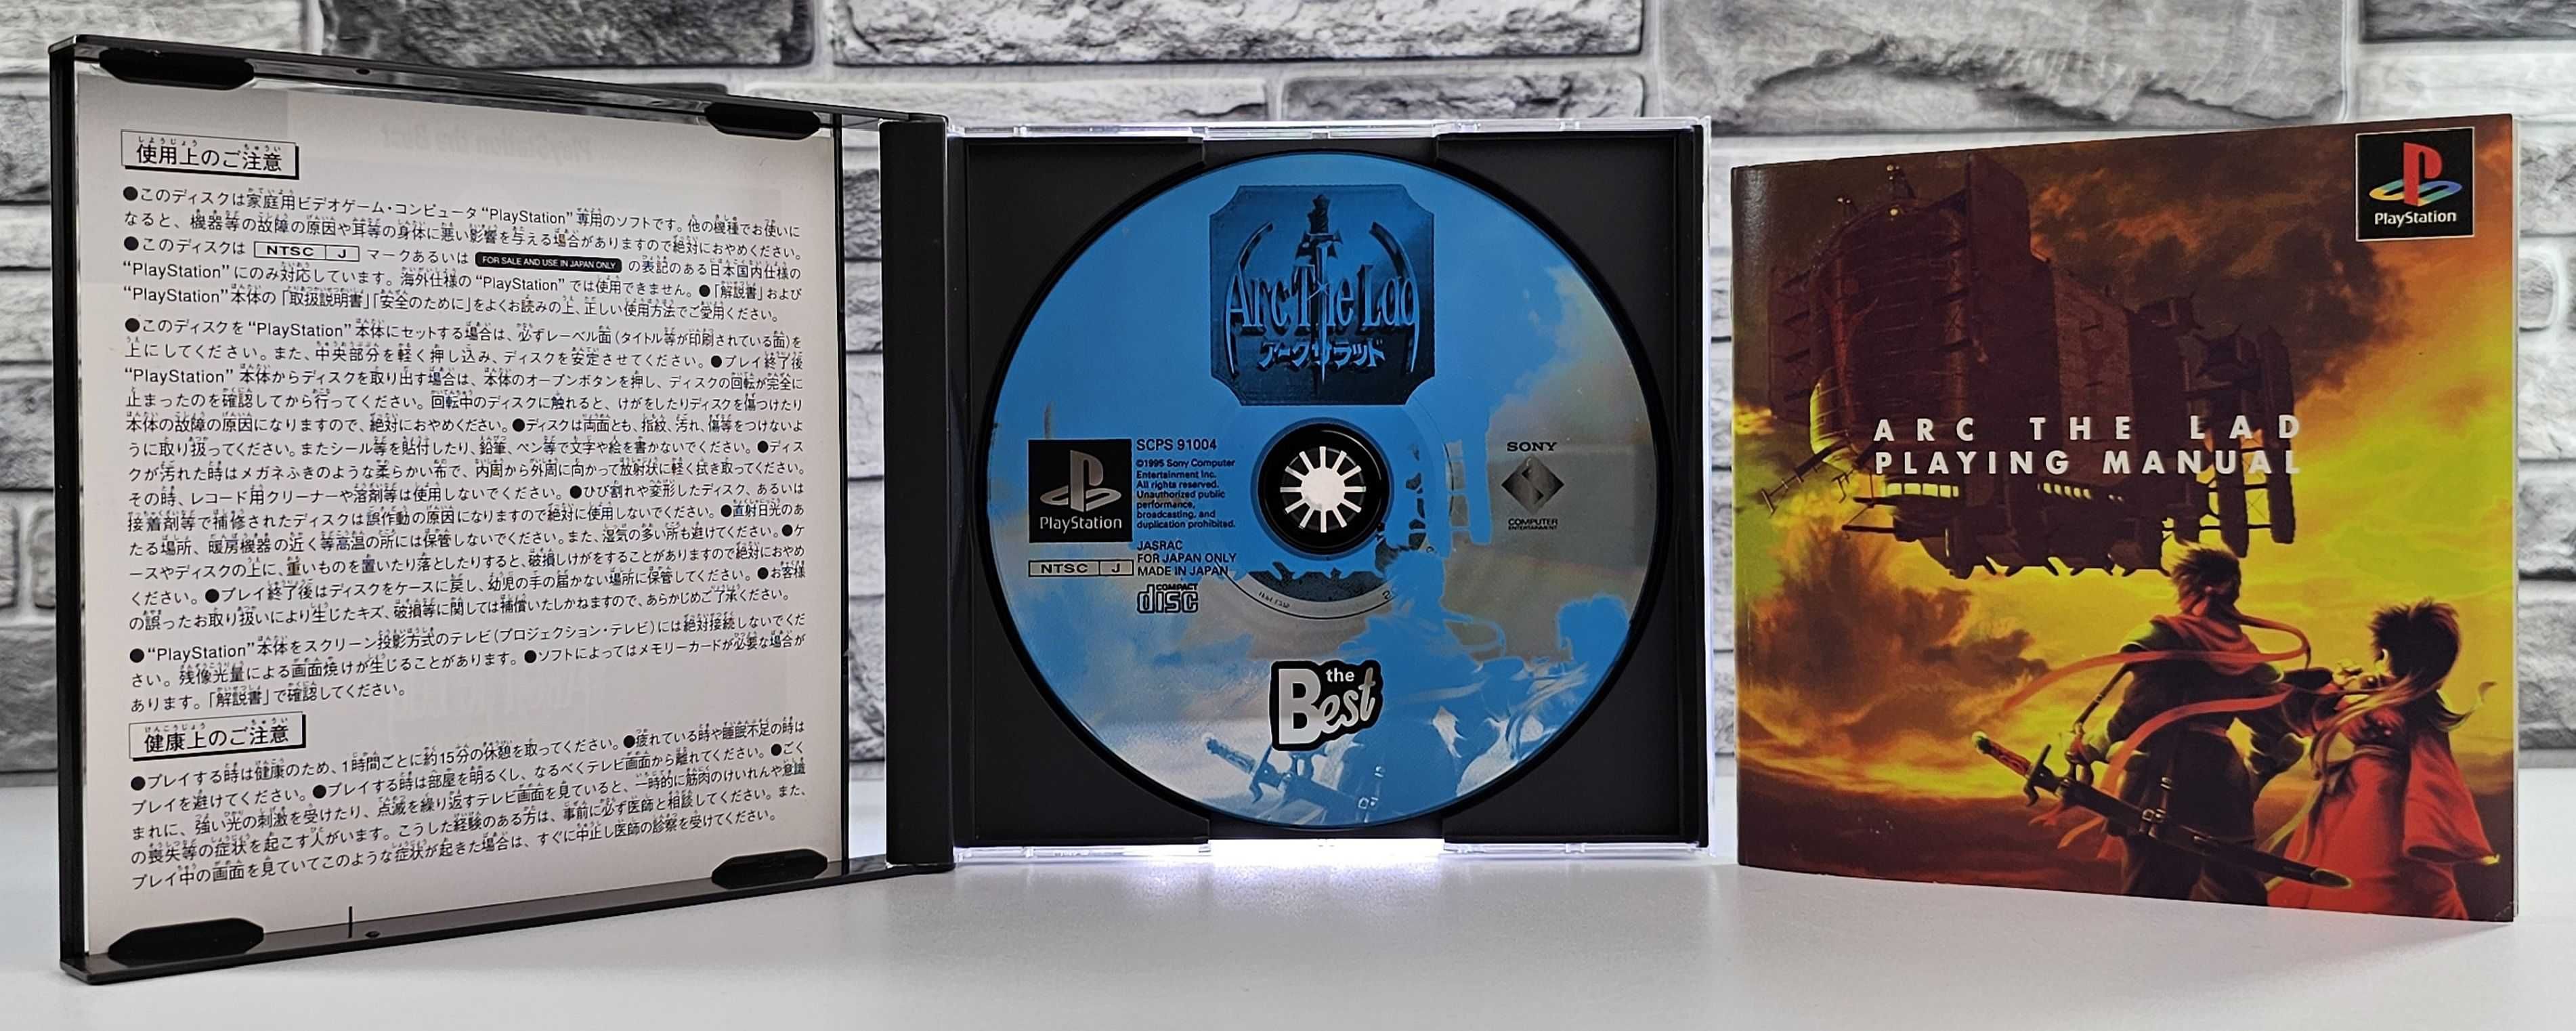 使用上のご注意
●このディスクは家庭用ビデオゲーム・コンピュータ“PlayStation”専用のソフトです。他の機種でお使いに
なると、機器等の故障の原因や耳等の身体に悪い影響を与える場合がありますので絶対におやめください。
●このディスクは NTSC J マークあるいは FOR SALE AND USE IN JAPAN ONLY の表記のある日本国内仕様の
“PlayStation”にのみ対応しています。海外仕様の“PlayStation”では使用できません。●「解説書」および
“PlayStation”本体の「取扱説明書」「安全のために」をよくお読みの上、正しい使用方法でご愛用ください。
●このディスクを“PlayStation”本体にセットする場合は、必ずレーベル面(タイトル等が印刷されている面)を
上にしてください。また、中央部分を軽く押し込み、ディスクを安定させてください。●プレイ終了後
“PlayStation”本体からディスクを取り出す場合は、本体のオープンボタンを押し、ディスクの回転が完全に
止まったのを確認してから行ってください。回転中のディスクに触れると、けがをしたりディスクを傷つけたり
本体の故障の原因になりますので、絶対におやめください。●ディスクは両面とも、指紋、汚れ、傷等をつけないよ
うに取り扱ってください。またシール等を貼付したり、鉛筆、ペン等で文字や絵を書かないでください。●ディス
クが汚れた時はメガネふきのような柔らかい布で、内周から外周に向かって放射状に軽く拭き取ってください。
その時、レコード用クリーナーや溶剤等は使用しないでください。●ひび割れや変形したディスク、あるいは
接着剤等で補修されたディスクは誤作動の原因になりますので絶対に使用しないでください。●直射日光のあ
たる場所、暖房機器の近く等高温の所には保管しないでください。また、湿気の多い所も避けてください。●ケ
ースやディスクの上に、重いものを置いたり落としたりすると、破損しけがをすることがありますので絶対におやめ
ください。●プレイ終了後はディスクをケースに戻し、幼児の手の届かない場所に保管してください。●お客様
の誤ったお取り扱いにより生じたキズ、破損等に関しては補償いたしかねますので、あらかじめご了承ください。
●“PlayStation”本体をスクリーン投影方式のテレビ(プロジェクション・テレビ)には絶対接続しないでくだ
さい。残像光量による画面焼けが生じることがあります。●ソフトによってはメモリーカードが必要な場合が
あります。「解説書」で確認してください。
健康上のご注意
●プレイする時は健康のため、1時間ごとに約15分の休憩を取ってください。●疲れている時や睡眠不足の時は
プレイを避けてください。●プレイする時は部屋を明るくし、なるべくテレビ画面から離れてください。●ごく
まれに、強い光の刺激を受けたり、点滅を繰り返すテレビ画面を見ていると、一時的に筋肉のけいれんや意識
の喪失等の症状を起こす人がいます。こうした経験のある方は、事前に必ず医師と相談してください。また、
プレイ中の画面を見ていてこのような症状が起きた場合は、すぐに中止し医師の診察を受けてください。
Arc The Lad
アークザラッド
PlayStation
SCPS 91004
©1995 Sony Computer
Entertainment Inc.
All rights reserved.
Unauthorized public
performance,
broadcasting, and
duplication prohibited.
JASRAC
FOR JAPAN ONLY
MADE IN JAPAN
NTSC J
COMPACT
disc
SONY
COMPUTER
ENTERTAINMENT
the
Best
PlayStation
ARC THE LAD
PLAYING MANUAL